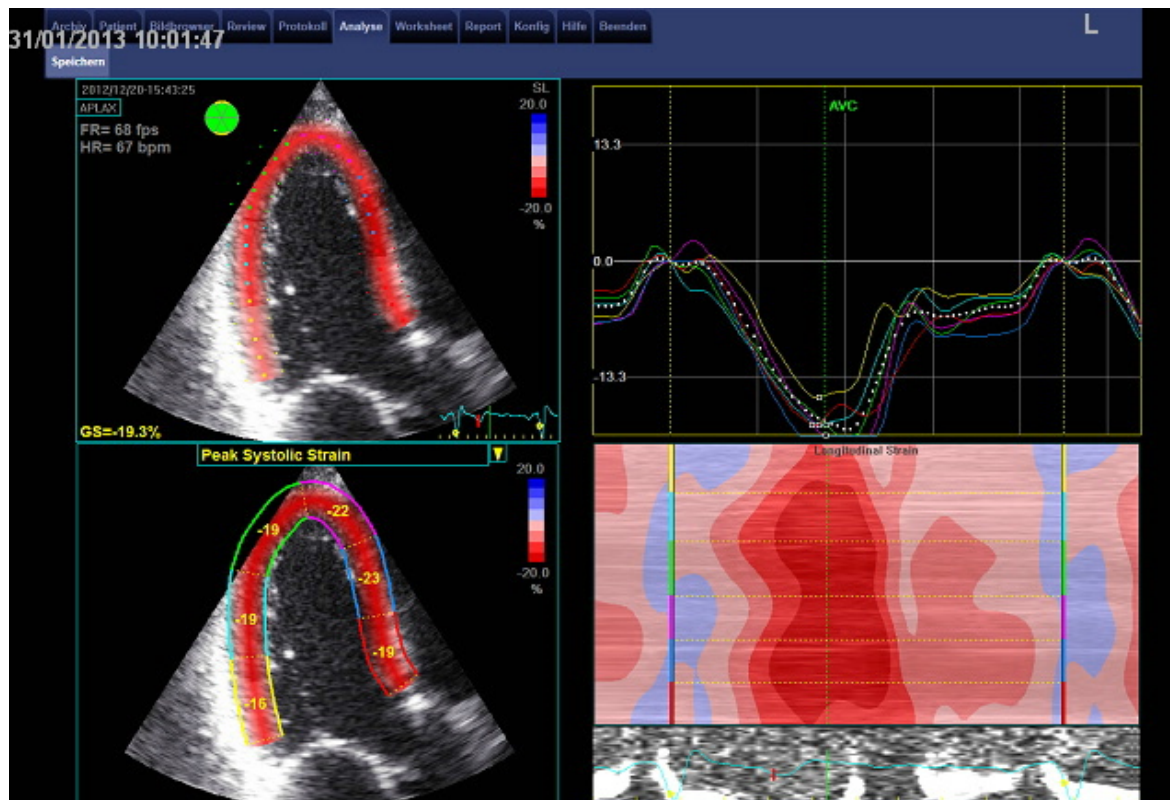 Archiv Patient Bildbrowser Review Protokoll Analyse Worksheet Report Konfig Hilfe Beenden
31/01/2013 10:01:47
L
Speichern
2012/12/20-15:43:25
APLAX
FR= 68 fps
HR= 67 bpm
SL
20.0
-20.0
%
GS=-19.3%
AVC
13.3
0.0
-13.3
Peak Systolic Strain
20.0
-20.0
%
-19
-22
-19
-23
-16
-19
Longitudinal Strain